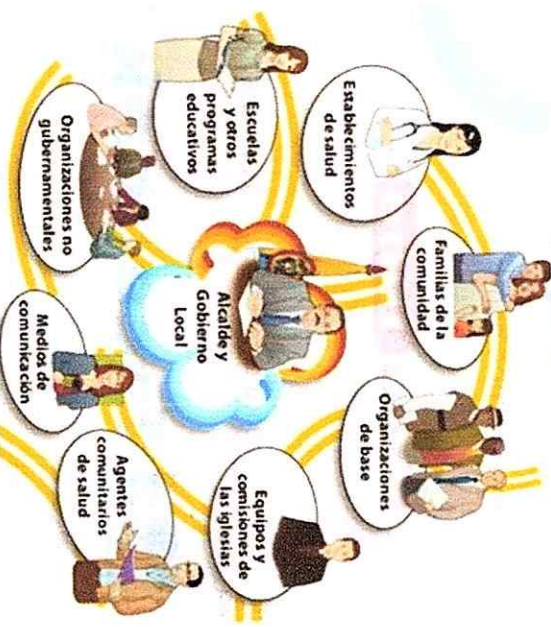 Familias de la
comunidad
Organizaciones
de base
Establecimientos
de salud
Equipos y
comisiones de
las iglesias
Escuelas
y otros
programas
educativos
Alcalde y
Gobierno
Local
Agentes
comunitarios
de salud
Organizaciones no
gubernamentales
Medios de
comunicación